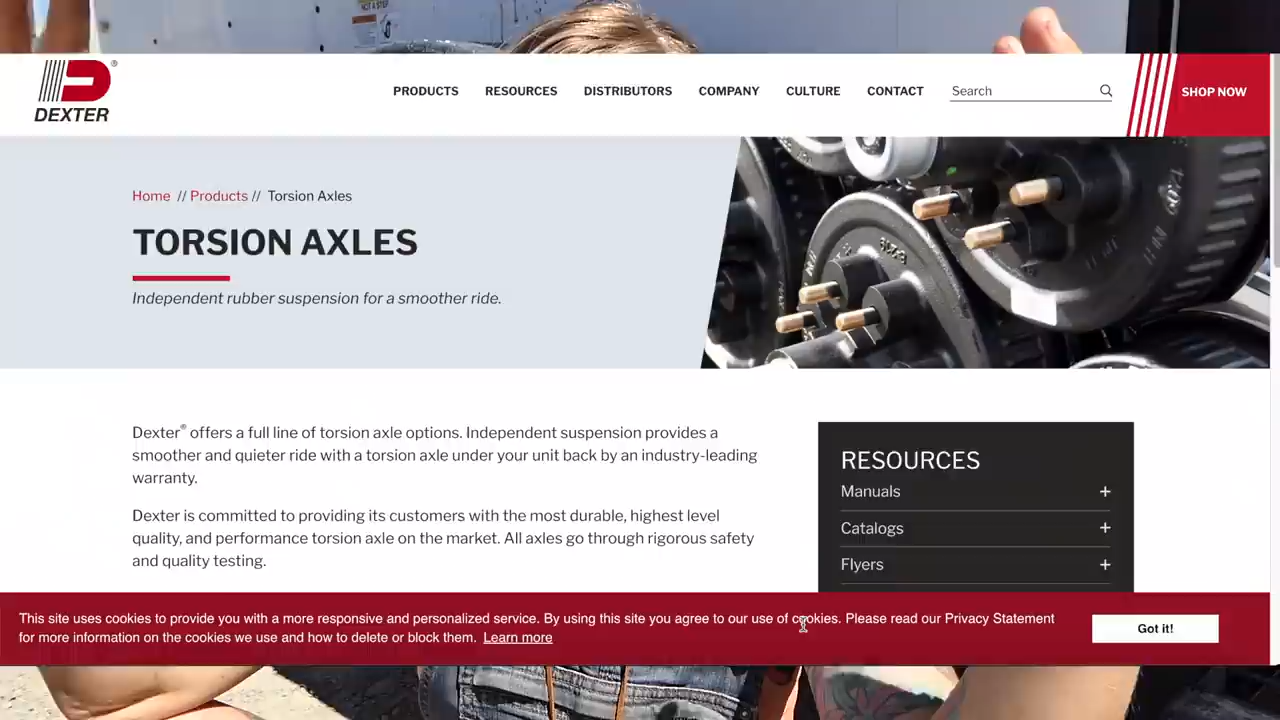 NOT A STEP
DEXTER
®
PRODUCTS RESOURCES DISTRIBUTORS COMPANY CULTURE CONTACT Search SHOP NOW
Home // Products // Torsion Axles
TORSION AXLES
Independent rubber suspension for a smoother ride.
Dexter® offers a full line of torsion axle options. Independent suspension provides a
smoother and quieter ride with a torsion axle under your unit back by an industry-leading
warranty.
Dexter is committed to providing its customers with the most durable, highest level
quality, and performance torsion axle on the market. All axles go through rigorous safety
and quality testing.
RESOURCES
Manuals +
Catalogs +
Flyers +
This site uses cookies to provide you with a more responsive and personalized service. By using this site you agree to our use of cookies. Please read our Privacy Statement
for more information on the cookies we use and how to delete or block them. Learn more
Got it!